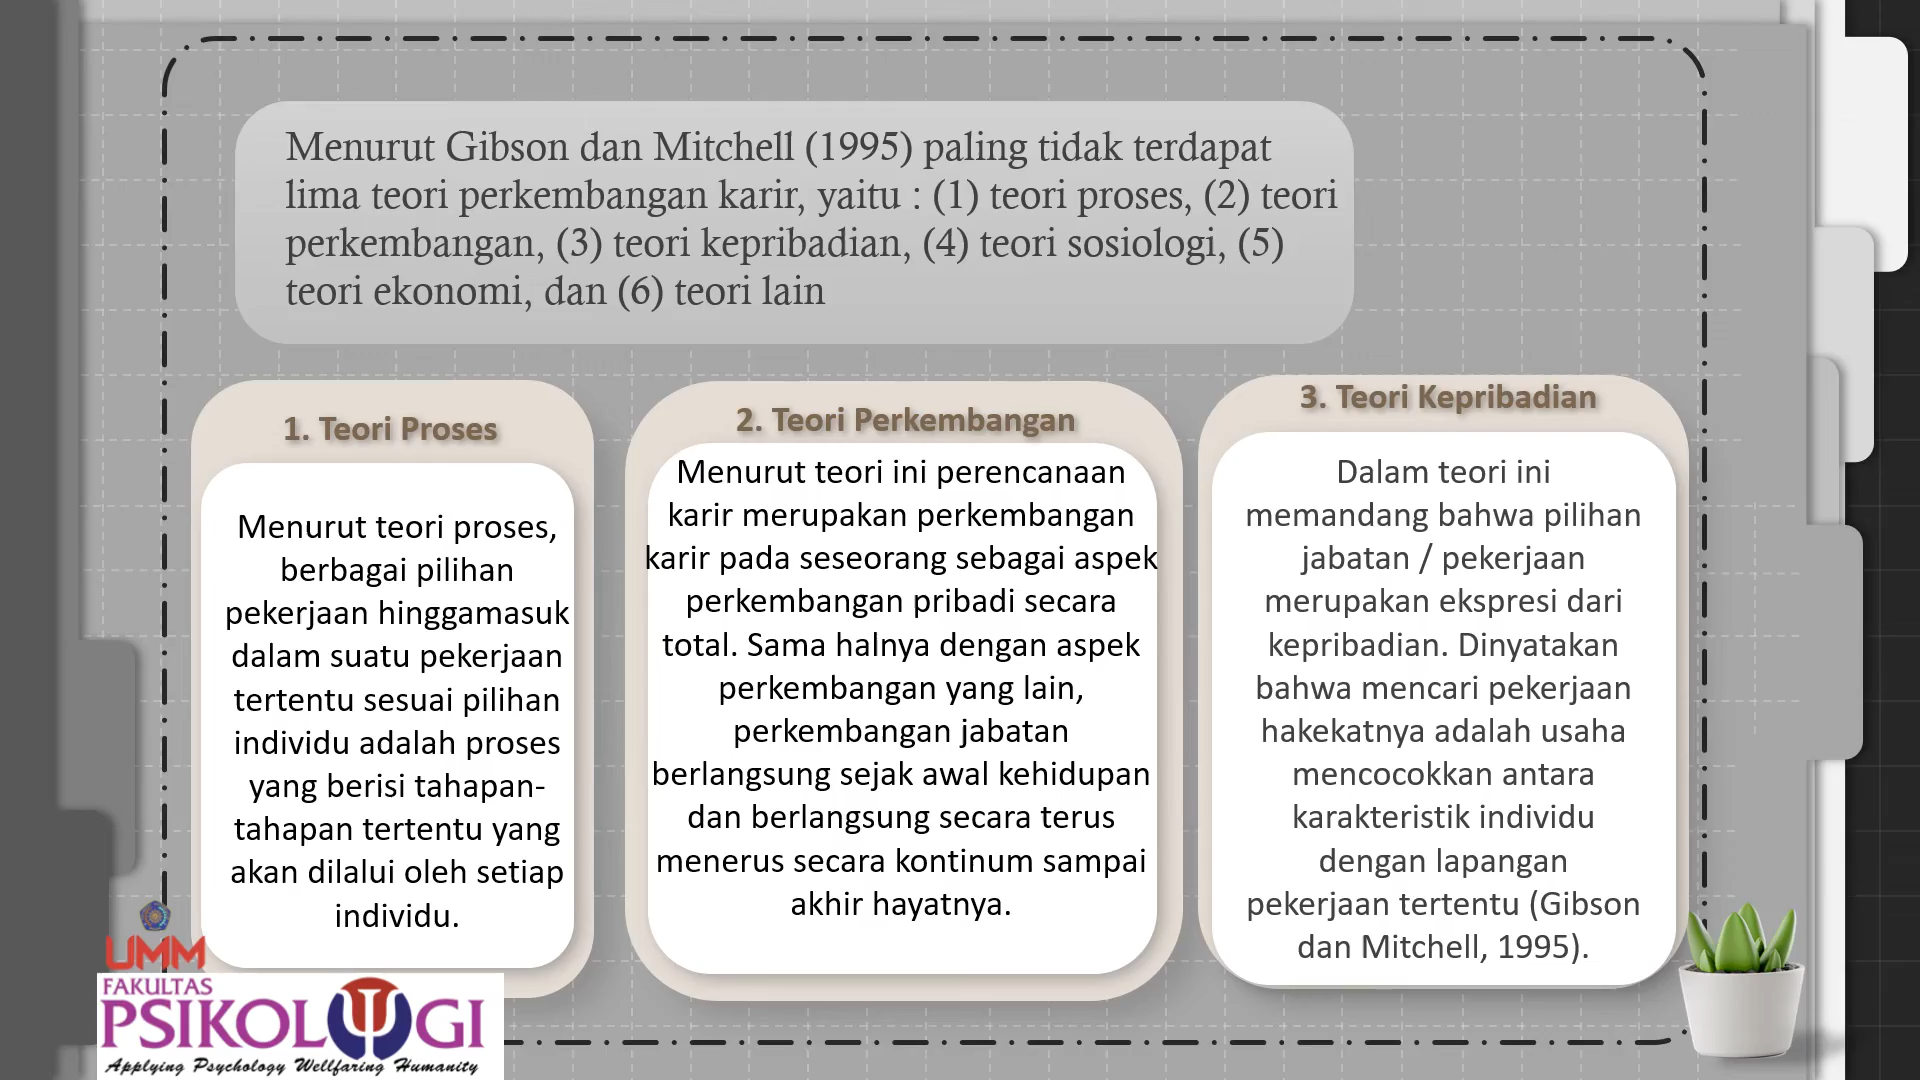 Menurut Gibson dan Mitchell (1995) paling tidak terdapat
lima teori perkembangan karir, yaitu : (1) teori proses, (2) teori
perkembangan, (3) teori kepribadian, (4) teori sosiologi, (5)
teori ekonomi, dan (6) teori lain
1. Teori Proses
Menurut teori proses,
berbagai pilihan
pekerjaan hinggamasuk
dalam suatu pekerjaan
tertentu sesuai pilihan
individu adalah proses
yang berisi tahapan-
tahapan tertentu yang
akan dilalui oleh setiap
individu.
2. Teori Perkembangan
Menurut teori ini perencanaan
karir merupakan perkembangan
karir pada seseorang sebagai aspek
perkembangan pribadi secara
total. Sama halnya dengan aspek
perkembangan yang lain,
perkembangan jabatan
berlangsung sejak awal kehidupan
dan berlangsung secara terus
menerus secara kontinum sampai
akhir hayatnya.
3. Teori Kepribadian
Dalam teori ini
memandang bahwa pilihan
jabatan / pekerjaan
merupakan ekspresi dari
kepribadian. Dinyatakan
bahwa mencari pekerjaan
hakekatnya adalah usaha
mencocokkan antara
karakteristik individu
dengan lapangan
pekerjaan tertentu (Gibson
dan Mitchell, 1995).
UMM
FAKULTAS
PSIKOLOGI
Applying Psychology Wellfaring Humanity